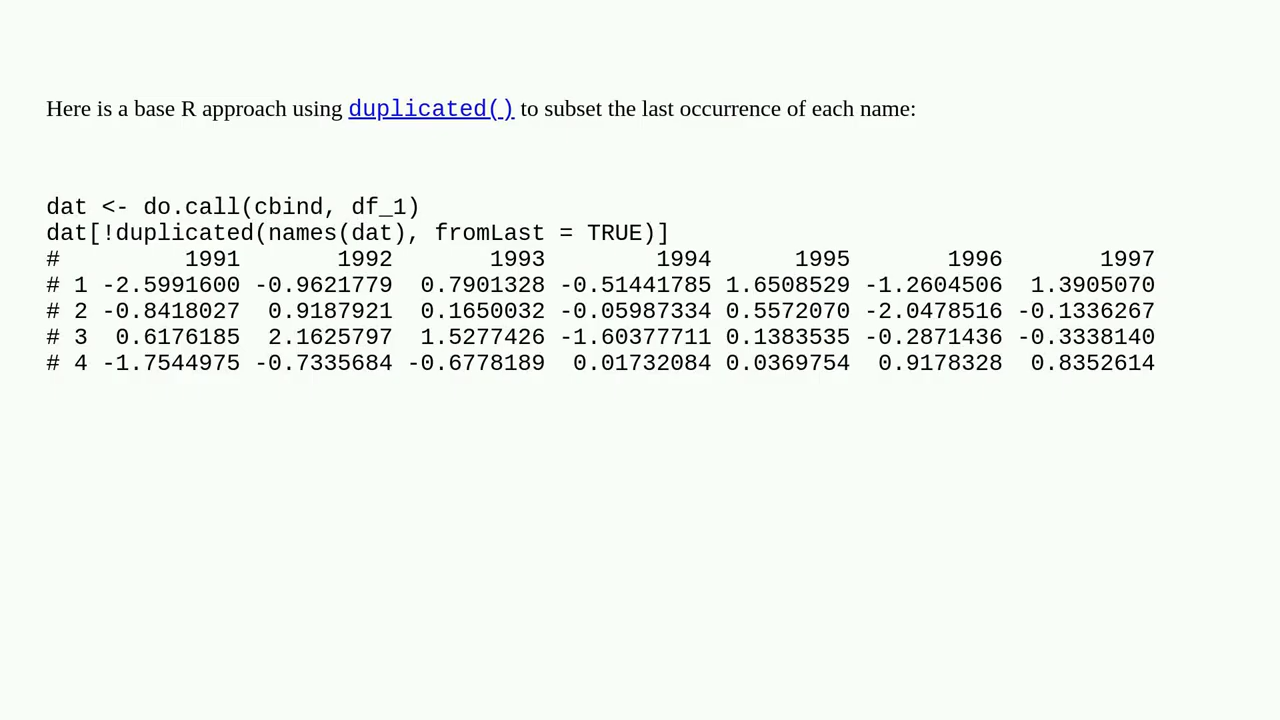 Here is a base R approach using duplicated() to subset the last occurrence of each name:
dat <- do.call(cbind, df_1)
dat[!duplicated(names(dat), fromLast = TRUE)]
#         1991       1992       1993        1994      1995       1996       1997
# 1 -2.5991600 -0.9621779  0.7901328 -0.51441785 1.6508529 -1.2604506  1.3905070
# 2 -0.8418027  0.9187921  0.1650032 -0.05987334 0.5572070 -2.0478516 -0.1336267
# 3  0.6176185  2.1625797  1.5277426 -1.60377711 0.1383535 -0.2871436 -0.3338140
# 4 -1.7544975 -0.7335684 -0.6778189  0.01732084 0.0369754  0.9178328  0.8352614